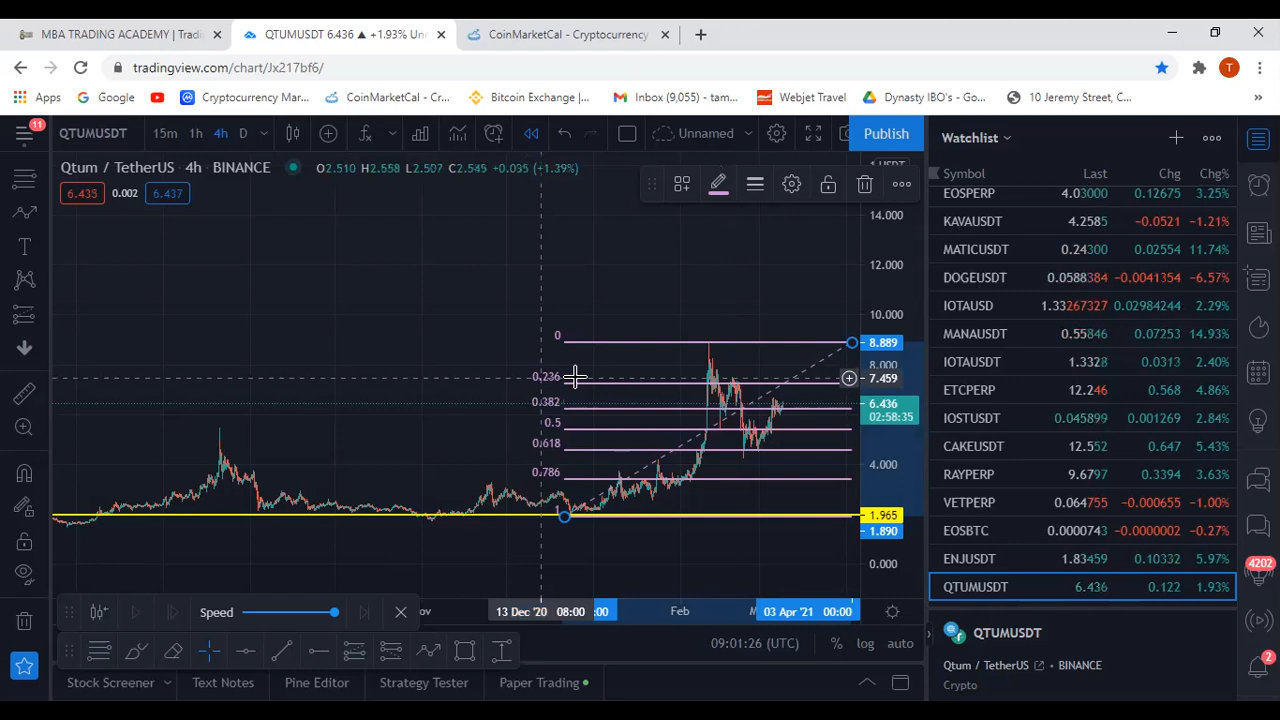 MBA TRADING ACADEMY | Tradi
QTUMUSDT 6.436 ▲ +1.93% Un
CoinMarketCal - Cryptocurrency
tradingview.com/chart/Jx217bf6/
T
Apps
Google
Cryptocurrency Mar...
CoinMarketCal - Cr...
Bitcoin Exchange |...
Inbox (9,055) - tam...
Webjet Travel
Dynasty IBO's - Go...
10 Jeremy Street, C...
»
11
QTUMUSDT
15m
1h
4h
D
Unnamed
Publish
Watchlist
Qtum / TetherUS · 4h · BINANCE
O2.510 H2.558 L2.507 C2.545 +0.035 (+1.39%)
6.435
0.002
6.437
Symbol Last Chg Chg%
EOSPERP 4.03000 0.12675 3.25%
KAVAUSDT 4.2585 -0.0521 -1.21%
MATICUSDT 0.24300 0.02554 11.74%
DOGEUSDT 0.0588384 -0.0041354 -6.57%
IOTAUSD 1.33267327 0.02984244 2.29%
MANAUSDT 0.55846 0.07253 14.93%
IOTAUSDT 1.3328 0.0313 2.40%
ETCPERP 12.246 0.568 4.86%
IOSTUSDT 0.045899 0.001269 2.84%
CAKEUSDT 12.552 0.647 5.43%
RAYPERP 9.6797 0.3394 3.63%
VETPERP 0.064755 -0.000655 -1.00%
EOSBTC 0.0000743 -0.0000002 -0.27%
ENJUSDT 1.83459 0.10332 5.97%
QTUMUSDT 6.436 0.122 1.93%
14.000
12.000
10.000
0
8.889
8.000
0.236
7.459
0.382
6.436
02:58:35
0.5
0.618
4.000
0.786
1
1.965
1.890
0.000
Speed
ov
13 Dec '20 08:00
:00
Feb
M
03 Apr '21 00:00
09:01:26 (UTC)
%
log
auto
4202
2
QTUMUSDT
Qtum / TetherUS · BINANCE
Crypto
Stock Screener
Text Notes
Pine Editor
Strategy Tester
Paper Trading